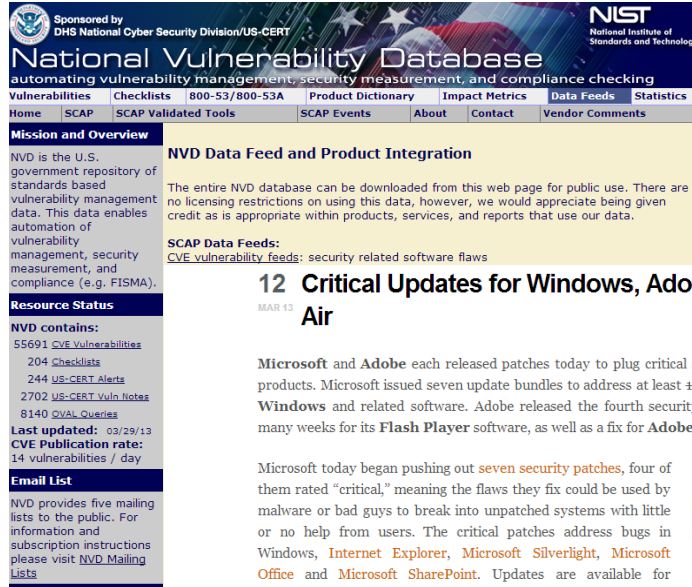 Sponsored by
DHS National Cyber Security Division/US-CERT
NIST
National Institute of
Standards and Technolog
National Vulnerability Database
automating vulnerability management, security measurement, and compliance checking
Vulnerabilities Checklists 800-53/800-53A Product Dictionary Impact Metrics Data Feeds Statistics
Home SCAP SCAP Validated Tools SCAP Events About Contact Vendor Comments
Mission and Overview
NVD is the U.S.
government repository of
standards based
vulnerability management
data. This data enables
automation of
vulnerability
management, security
measurement, and
compliance (e.g. FISMA).
Resource Status
NVD contains:
55691 CVE Vulnerabilities
204 Checklists
244 US-CERT Alerts
2702 US-CERT Vuln Notes
8140 OVAL Queries
Last updated: 03/29/13
CVE Publication rate:
14 vulnerabilities / day
Email List
NVD provides five mailing
lists to the public. For
information and
subscription instructions
please visit NVD Mailing
Lists
NVD Data Feed and Product Integration
The entire NVD database can be downloaded from this web page for public use. There are
no licensing restrictions on using this data, however, we would appreciate being given
credit as is appropriate within products, services, and reports that use our data.
SCAP Data Feeds:
CVE vulnerability feeds: security related software flaws
12 Critical Updates for Windows, Ado
MAR 13
Air
Microsoft and Adobe each released patches today to plug critical
products. Microsoft issued seven update bundles to address at least
Windows and related software. Adobe released the fourth securit
many weeks for its Flash Player software, as well as a fix for Adobe
Microsoft today began pushing out seven security patches, four of
them rated “critical,” meaning the flaws they fix could be used by
malware or bad guys to break into unpatched systems with little
or no help from users. The critical patches address bugs in
Windows, Internet Explorer, Microsoft Silverlight, Microsoft
Office and Microsoft SharePoint. Updates are available for